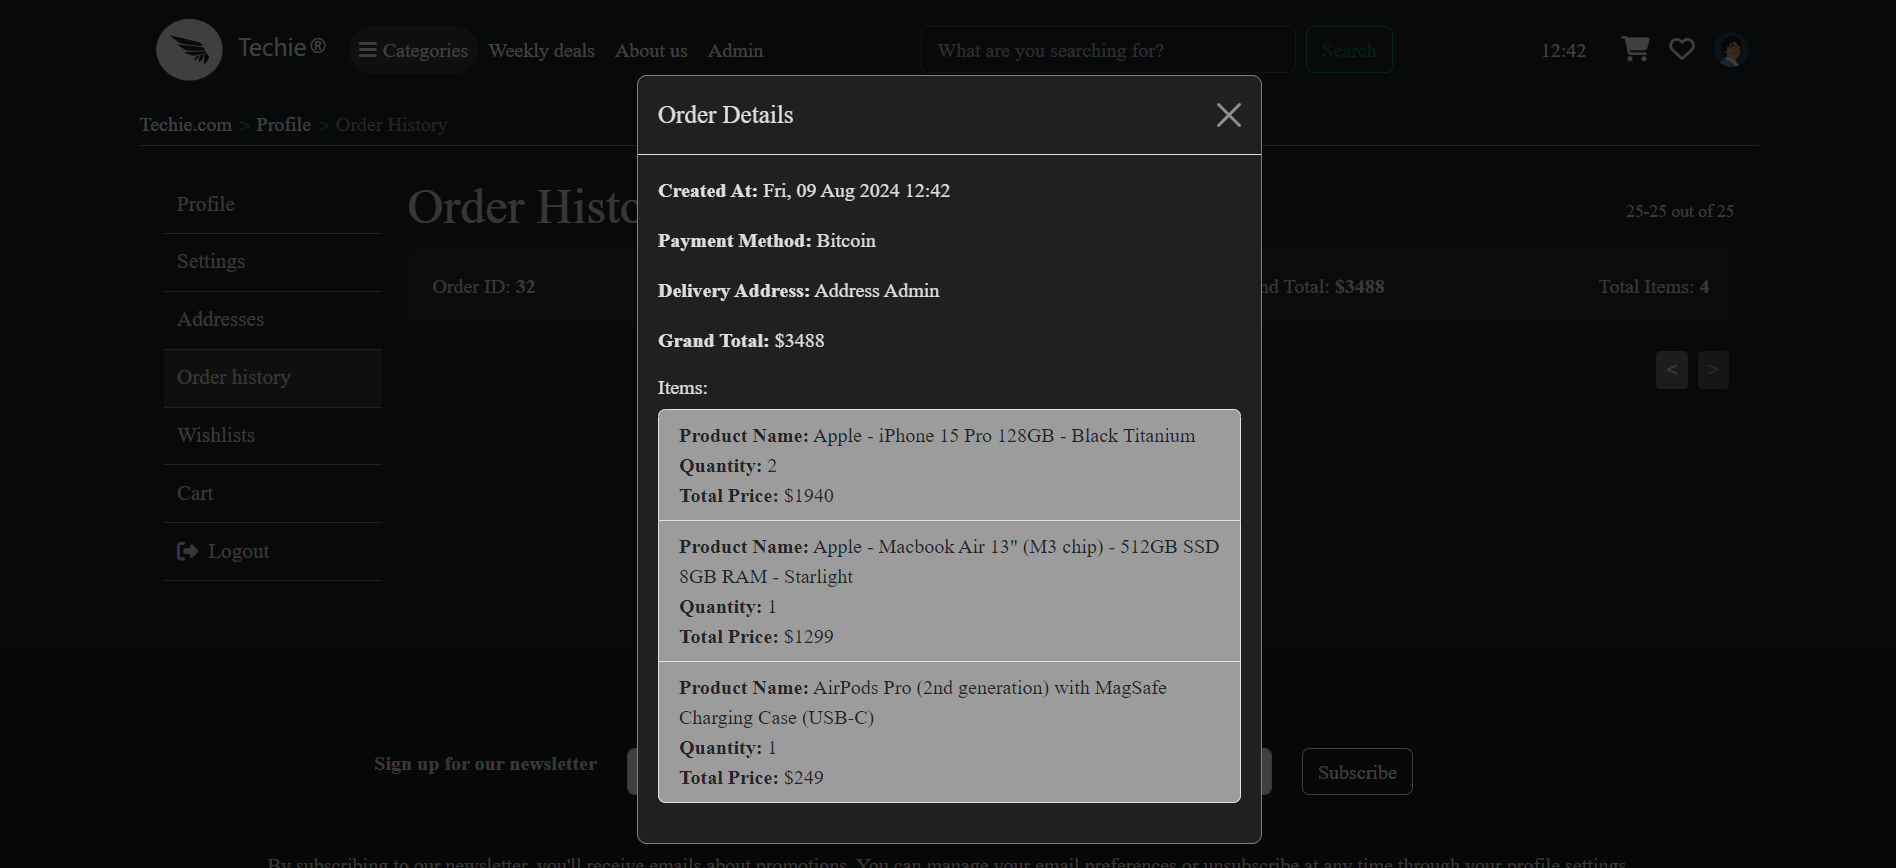 Techie®
Categories
Weekly deals
About us
Admin
What are you searching for?
Search
12:42
Techie.com > Profile > Order History
Profile
Settings
Addresses
Order history
Wishlists
Cart
Logout
Order Histo
25-25 out of 25
Order ID: 32
nd Total: $3488
Total Items: 4
<
>
Order Details
Created At: Fri, 09 Aug 2024 12:42
Payment Method: Bitcoin
Delivery Address: Address Admin
Grand Total: $3488
Items:
Product Name: Apple - iPhone 15 Pro 128GB - Black Titanium
Quantity: 2
Total Price: $1940
Product Name: Apple - Macbook Air 13" (M3 chip) - 512GB SSD
8GB RAM - Starlight
Quantity: 1
Total Price: $1299
Product Name: AirPods Pro (2nd generation) with MagSafe
Charging Case (USB-C)
Quantity: 1
Total Price: $249
Sign up for our newsletter
Subscribe
By subscribing to our newsletter, you'll receive emails about promotions. You can manage your email preferences or unsubscribe at any time through your profile settings.